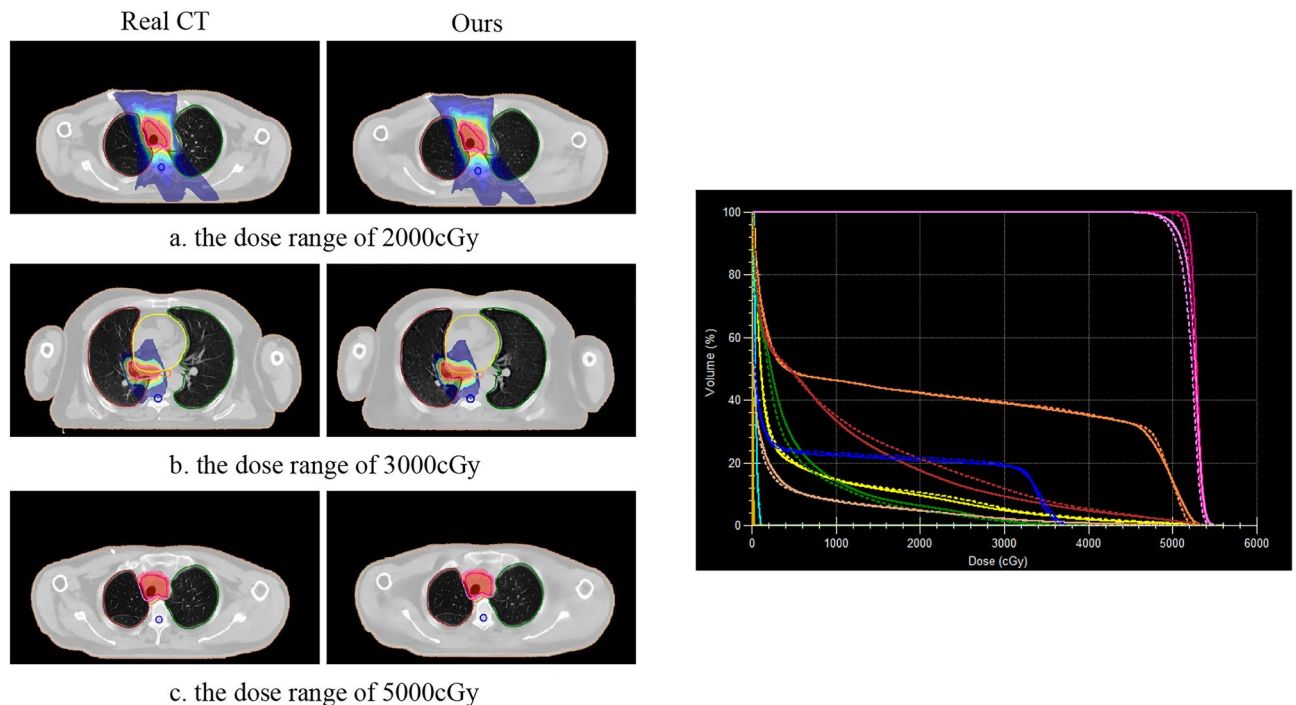 Real CT
Ours
a. the dose range of 2000cGy
b. the dose range of 3000cGy
c. the dose range of 5000cGy
100
80
60
40
20
0
Volume (%)
0 1000 2000 3000 4000 5000 6000
Dose (cGy)